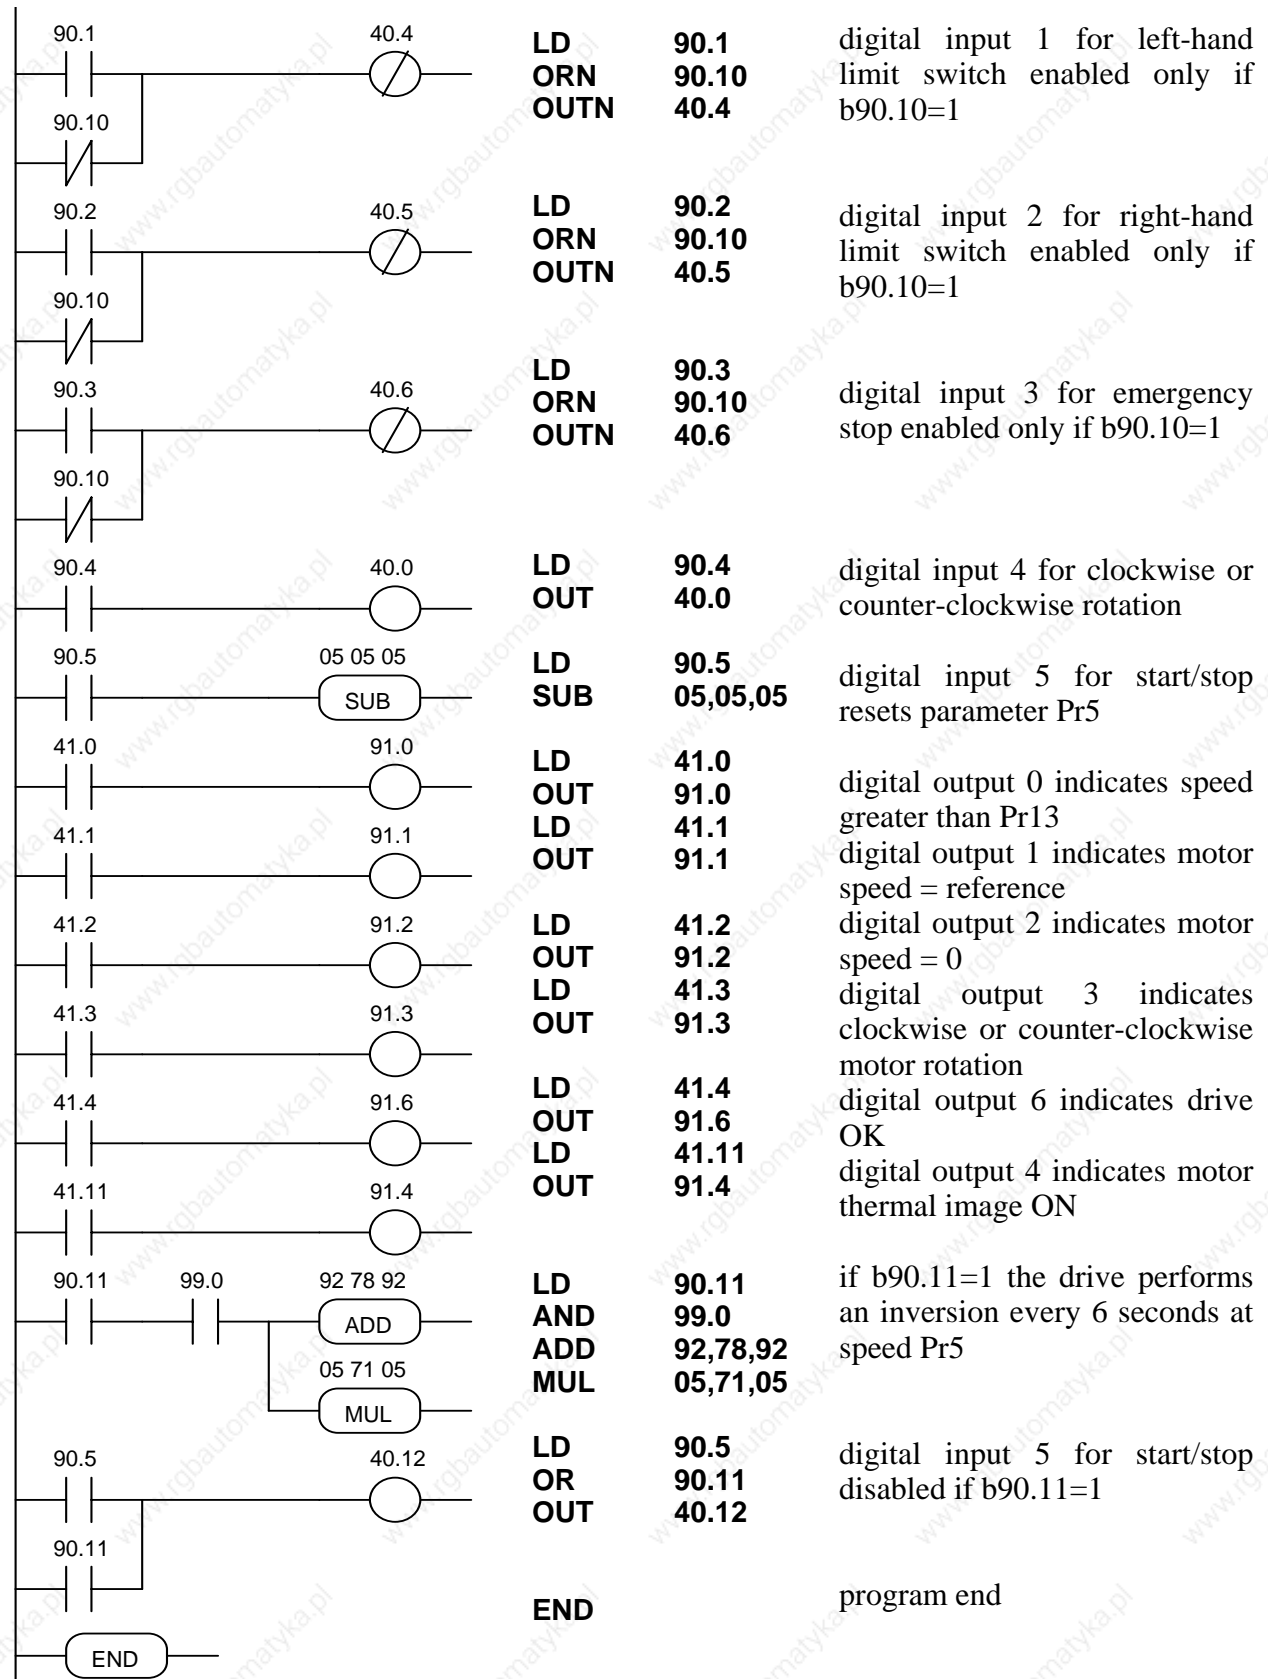 90.1 40.4
90.10
90.2 40.5
90.10
90.3 40.6
90.10
90.4 40.0
90.5 05 05 05
SUB
41.0 91.0
41.1 91.1
41.2 91.2
41.3 91.3
41.4 91.6
41.11 91.4
90.11 99.0 92 78 92
ADD
05 71 05
MUL
90.5 40.12
90.11
END
LD 90.1
ORN 90.10
OUTN 40.4
LD 90.2
ORN 90.10
OUTN 40.5
LD 90.3
ORN 90.10
OUTN 40.6
LD 90.4
OUT 40.0
LD 90.5
SUB 05,05,05
LD 41.0
OUT 91.0
LD 41.1
OUT 91.1
LD 41.2
OUT 91.2
LD 41.3
OUT 91.3
LD 41.4
OUT 91.6
LD 41.11
OUT 91.4
LD 90.11
AND 99.0
ADD 92,78,92
MUL 05,71,05
LD 90.5
OR 90.11
OUT 40.12
END
digital input 1 for left-hand
limit switch enabled only if
b90.10=1
digital input 2 for right-hand
limit switch enabled only if
b90.10=1
digital input 3 for emergency
stop enabled only if b90.10=1
digital input 4 for clockwise or
counter-clockwise rotation
digital input 5 for start/stop
resets parameter Pr5
digital output 0 indicates speed
greater than Pr13
digital output 1 indicates motor
speed = reference
digital output 2 indicates motor
speed = 0
digital output 3 indicates
clockwise or counter-clockwise
motor rotation
digital output 6 indicates drive
OK
digital output 4 indicates motor
thermal image ON
if b90.11=1 the drive performs
an inversion every 6 seconds at
speed Pr5
digital input 5 for start/stop
disabled if b90.11=1
program end
www.rgbautomatyka.pl